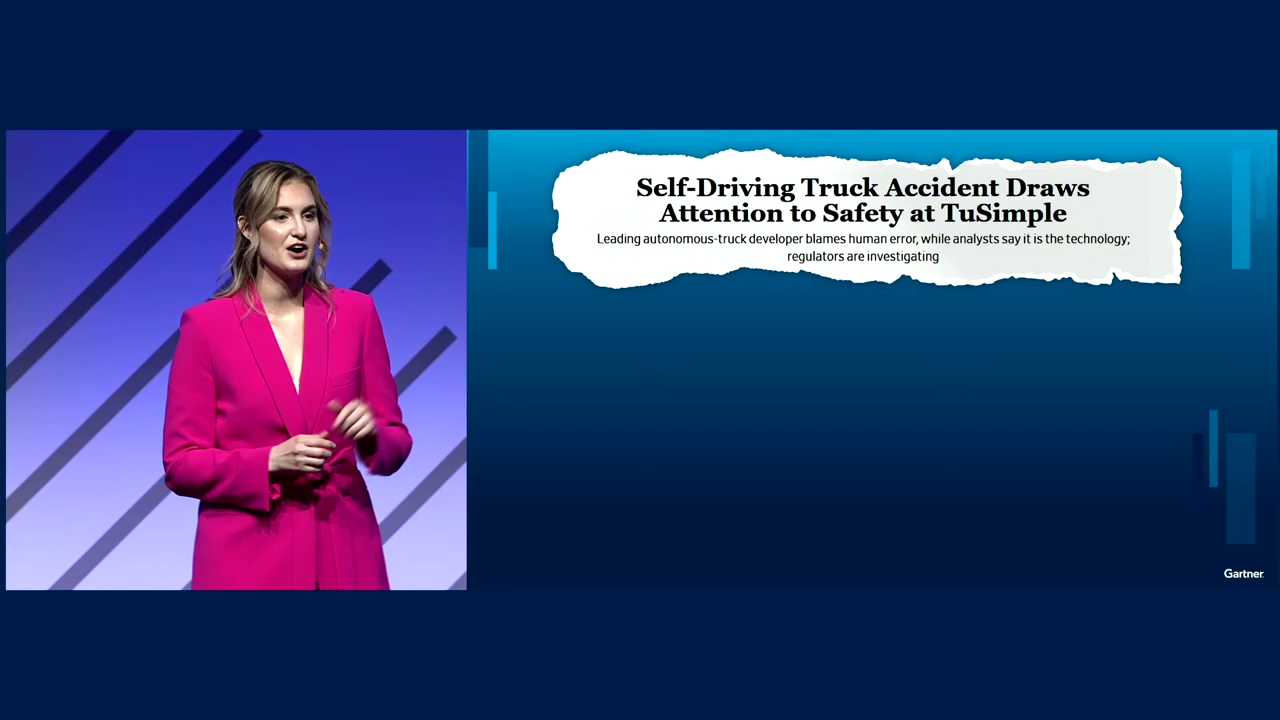 Self-Driving Truck Accident Draws
Attention to Safety at TuSimple
Leading autonomous-truck developer blames human error, while analysts say it is the technology;
regulators are investigating
Gartner